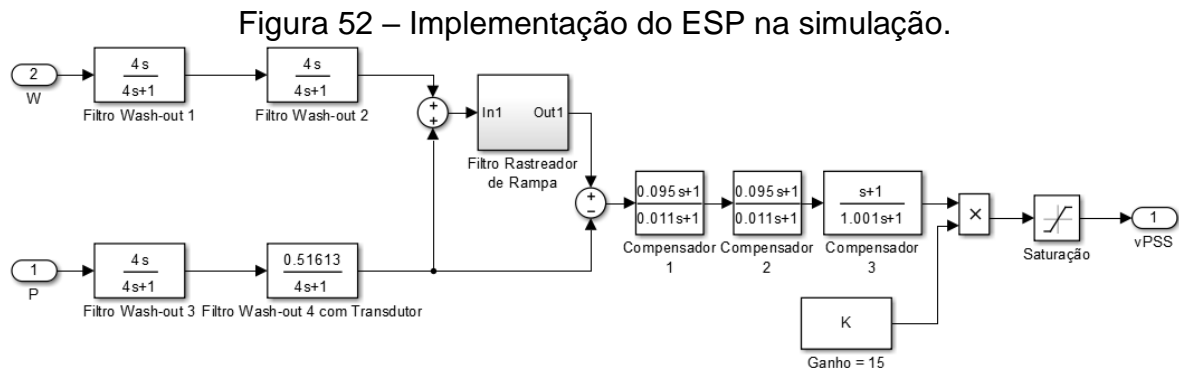 Figura 52 – Implementação do ESP na simulação.
2
W
4s
4s+1
Filtro Wash-out 1
4s
4s+1
Filtro Wash-out 2
+
+
In1
Out1
Filtro Rastreador
de Rampa
+
−
0.095s+1
0.011s+1
Compensador
1
0.095s+1
0.011s+1
Compensador
2
s+1
1.001s+1
Compensador
3
×
Saturação
1
vPSS
1
P
4s
4s+1
Filtro Wash-out 3
0.51613
4s+1
Filtro Wash-out 4 com Transdutor
K
Ganho = 15